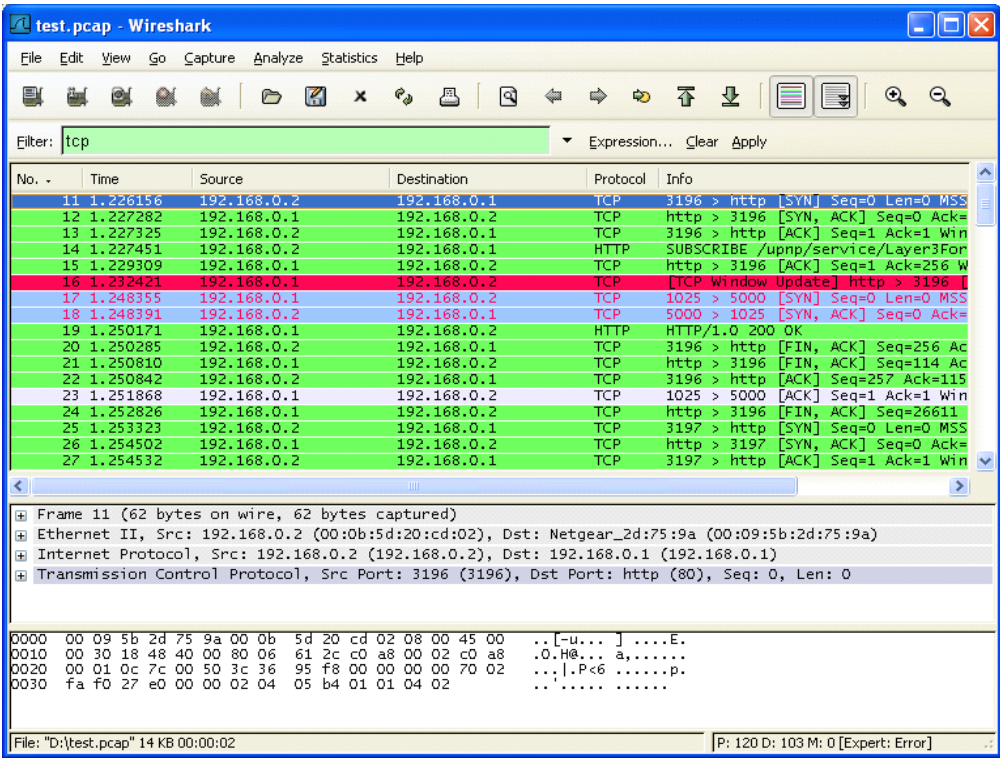 test.pcap - Wireshark
File Edit View Go Capture Analyze Statistics Help
Filter: tcp Expression... Clear Apply
No. - Time Source Destination Protocol Info
11 1.226156 192.168.0.2 192.168.0.1 TCP 3196 > http [SYN] Seq=0 Len=0 MSS
12 1.227282 192.168.0.1 192.168.0.2 TCP http > 3196 [SYN, ACK] Seq=0 Ack=
13 1.227325 192.168.0.2 192.168.0.1 TCP 3196 > http [ACK] Seq=1 Ack=1 Win
14 1.227451 192.168.0.2 192.168.0.1 HTTP SUBSCRIBE /upnp/service/Layer3For
15 1.229309 192.168.0.1 192.168.0.2 TCP http > 3196 [ACK] Seq=1 Ack=256 W
16 1.232421 192.168.0.1 192.168.0.2 TCP [TCP Window Update] http > 3196 [
17 1.248355 192.168.0.1 192.168.0.2 TCP 1025 > 5000 [SYN] Seq=0 Len=0 MSS
18 1.248391 192.168.0.2 192.168.0.1 TCP 5000 > 1025 [SYN, ACK] Seq=0 Ack=
19 1.250171 192.168.0.1 192.168.0.2 HTTP HTTP/1.0 200 OK
20 1.250285 192.168.0.2 192.168.0.1 TCP 3196 > http [FIN, ACK] Seq=256 Ac
21 1.250810 192.168.0.1 192.168.0.2 TCP http > 3196 [FIN, ACK] Seq=114 Ac
22 1.250842 192.168.0.2 192.168.0.1 TCP 3196 > http [ACK] Seq=257 Ack=115
23 1.251868 192.168.0.1 192.168.0.2 TCP 1025 > 5000 [ACK] Seq=1 Ack=1 Win
24 1.252826 192.168.0.1 192.168.0.2 TCP http > 3196 [FIN, ACK] Seq=26611
25 1.253323 192.168.0.2 192.168.0.1 TCP 3197 > http [SYN] Seq=0 Len=0 MSS
26 1.254502 192.168.0.1 192.168.0.2 TCP http > 3197 [SYN, ACK] Seq=0 Ack=
27 1.254532 192.168.0.2 192.168.0.1 TCP 3197 > http [ACK] Seq=1 Ack=1 Win
Frame 11 (62 bytes on wire, 62 bytes captured)
Ethernet II, Src: 192.168.0.2 (00:0b:5d:20:cd:02), Dst: Netgear_2d:75:9a (00:09:5b:2d:75:9a)
Internet Protocol, Src: 192.168.0.2 (192.168.0.2), Dst: 192.168.0.1 (192.168.0.1)
Transmission Control Protocol, Src Port: 3196 (3196), Dst Port: http (80), Seq: 0, Len: 0
0000 00 09 5b 2d 75 9a 00 0b 5d 20 cd 02 08 00 45 00 ..[-u... ] ....E.
0010 00 30 18 48 40 00 80 06 61 2c c0 a8 00 02 c0 a8 .0.H@... a,......
0020 00 01 0c 7c 00 50 3c 36 95 f8 00 00 00 00 70 02 ...|.P<6 ......p.
0030 fa f0 27 e0 00 00 02 04 05 b4 01 01 04 02 ..'..... ......
File: "D:\test.pcap" 14 KB 00:00:02 P: 120 D: 103 M: 0 [Expert: Error]